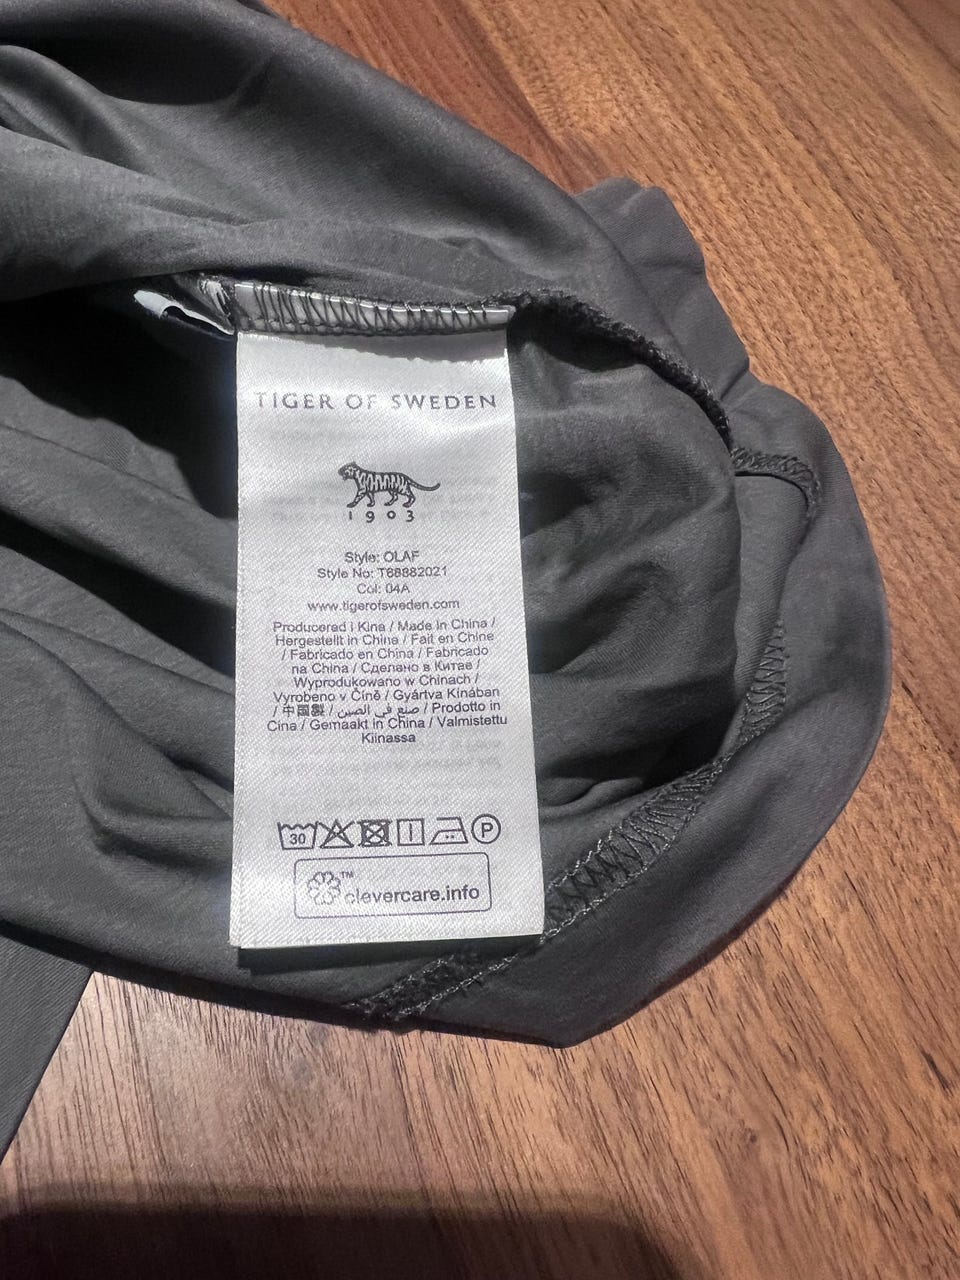 TIGER OF SWEDEN
1903
Style: OLAF
Style No: T68882021
Col: 04A
www.tigerofsweden.com
Producered i Kina / Made in China /
Hergestellt in China / Fait en Chine
/ Fabricado en China / Fabricado
na China / Сделано в Китае /
Wyprodukowano w Chinach /
Vyrobeno v Číně / Gyártva Kínában
/ 中国製 / صنع في الصين / Prodotto in
Cina / Gemaakt in China / Valmistettu
Kiinassa
30 P
™
clevercare.info